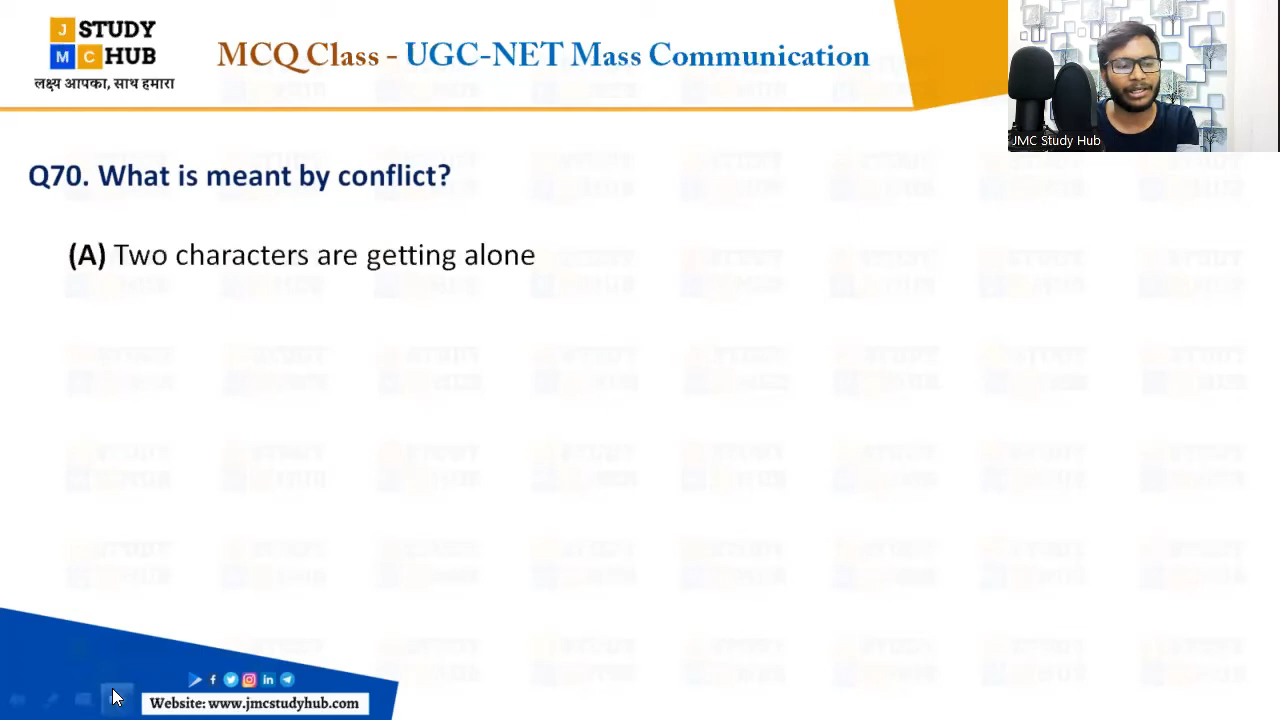 J STUDY
M C HUB
लक्ष्य आपका, साथ हमारा
MCQ Class - UGC-NET Mass Communication
JMC Study Hub
Q70. What is meant by conflict?
(A) Two characters are getting alone
Website: www.jmcstudyhub.com